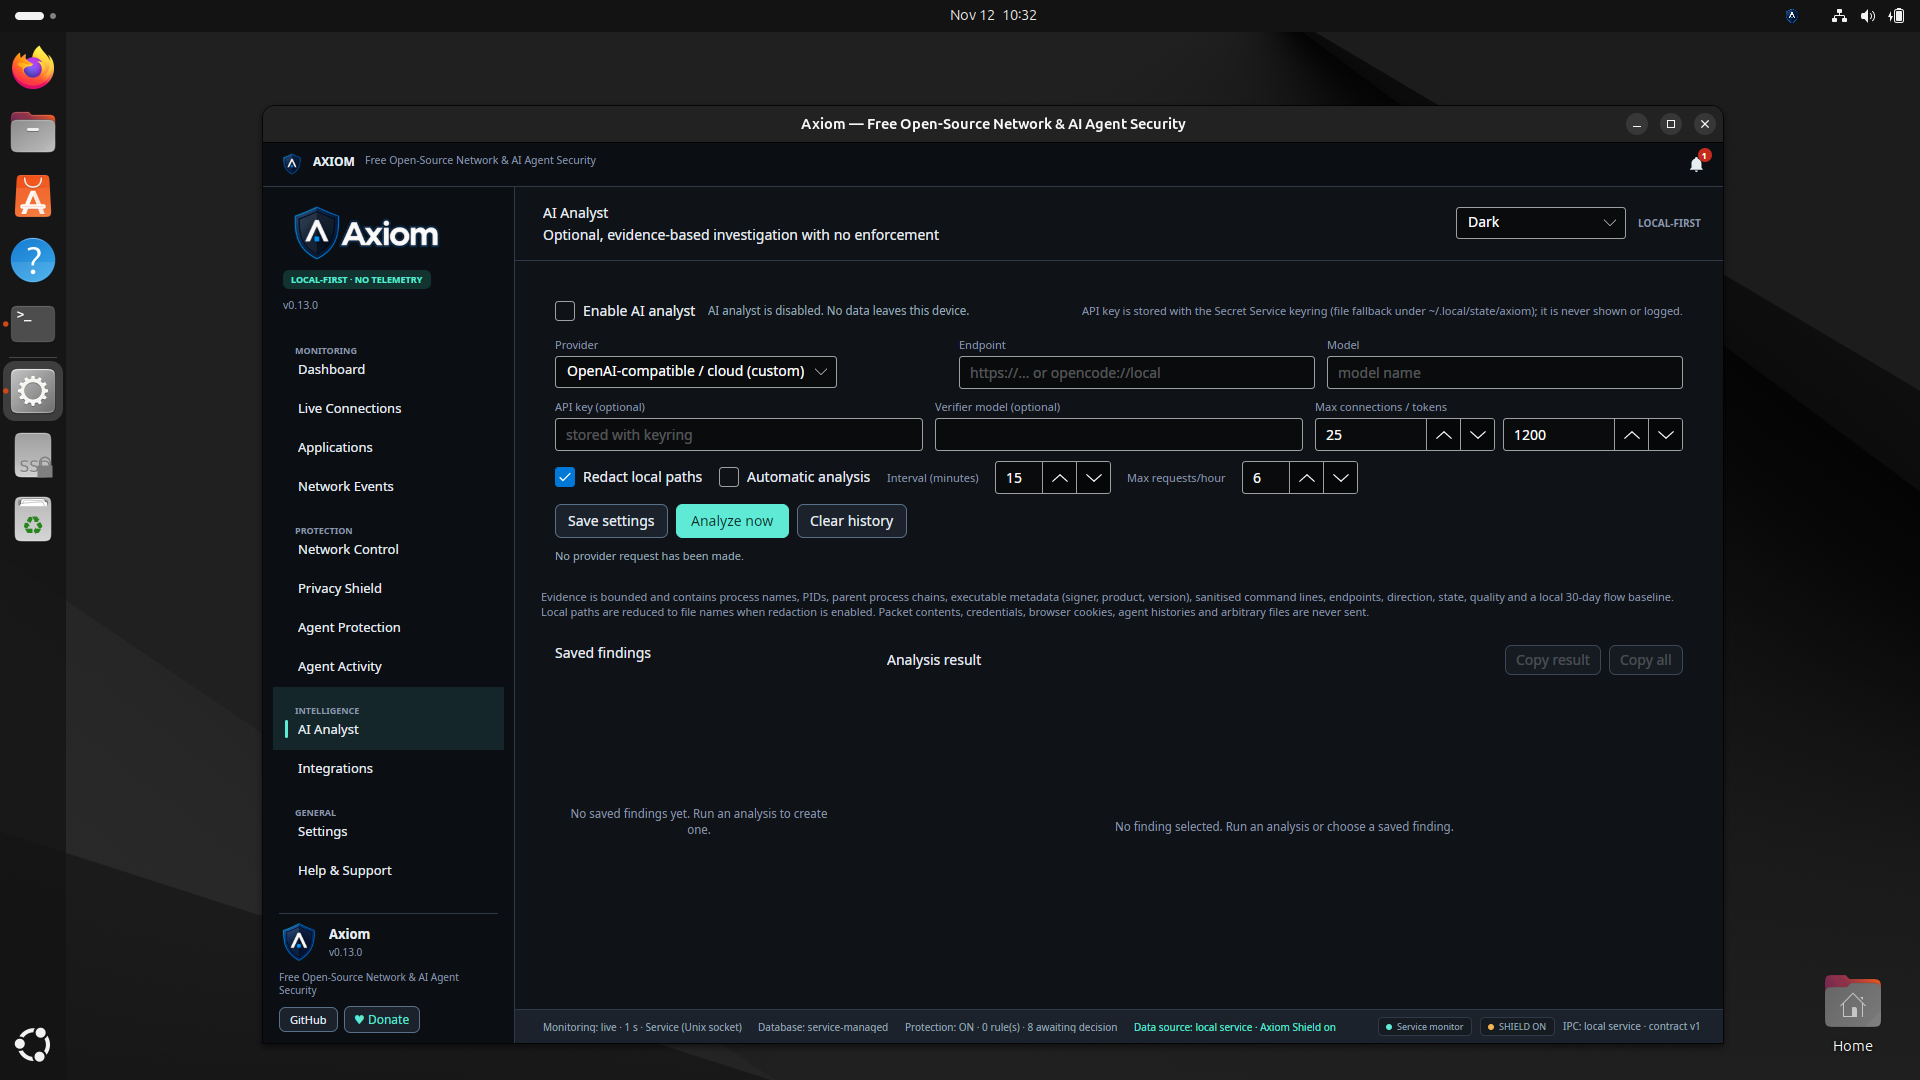 Nov 12 10:32
Axiom — Free Open-Source Network & AI Agent Security
AXIOM Free Open-Source Network & AI Agent Security
1
Axiom
LOCAL-FIRST · NO TELEMETRY
v0.13.0
MONITORING
Dashboard
Live Connections
Applications
Network Events
PROTECTION
Network Control
Privacy Shield
Agent Protection
Agent Activity
INTELLIGENCE
AI Analyst
Integrations
GENERAL
Settings
Help & Support
Axiom
v0.13.0
Free Open-Source Network & AI Agent
Security
GitHub
♥ Donate
AI Analyst
Optional, evidence-based investigation with no enforcement
Dark
LOCAL-FIRST
Enable AI analyst AI analyst is disabled. No data leaves this device.
API key is stored with the Secret Service keyring (file fallback under ~/.local/state/axiom); it is never shown or logged.
Provider Endpoint Model
OpenAI-compatible / cloud (custom) https://... or opencode://local model name
API key (optional) Verifier model (optional) Max connections / tokens
stored with keyring 25 1200
Redact local paths Automatic analysis Interval (minutes) 15 Max requests/hour 6
Save settings Analyze now Clear history
No provider request has been made.
Evidence is bounded and contains process names, PIDs, parent process chains, executable metadata (signer, product, version), sanitised command lines, endpoints, direction, state, quality and a local 30-day flow baseline.
Local paths are reduced to file names when redaction is enabled. Packet contents, credentials, browser cookies, agent histories and arbitrary files are never sent.
Saved findings
Analysis result
Copy result Copy all
No saved findings yet. Run an analysis to create
one.
No finding selected. Run an analysis or choose a saved finding.
Monitoring: live · 1 s · Service (Unix socket) Database: service-managed Protection: ON · 0 rule(s) · 8 awaiting decision Data source: local service · Axiom Shield on Service monitor SHIELD ON IPC: local service · contract v1
Home
SSD